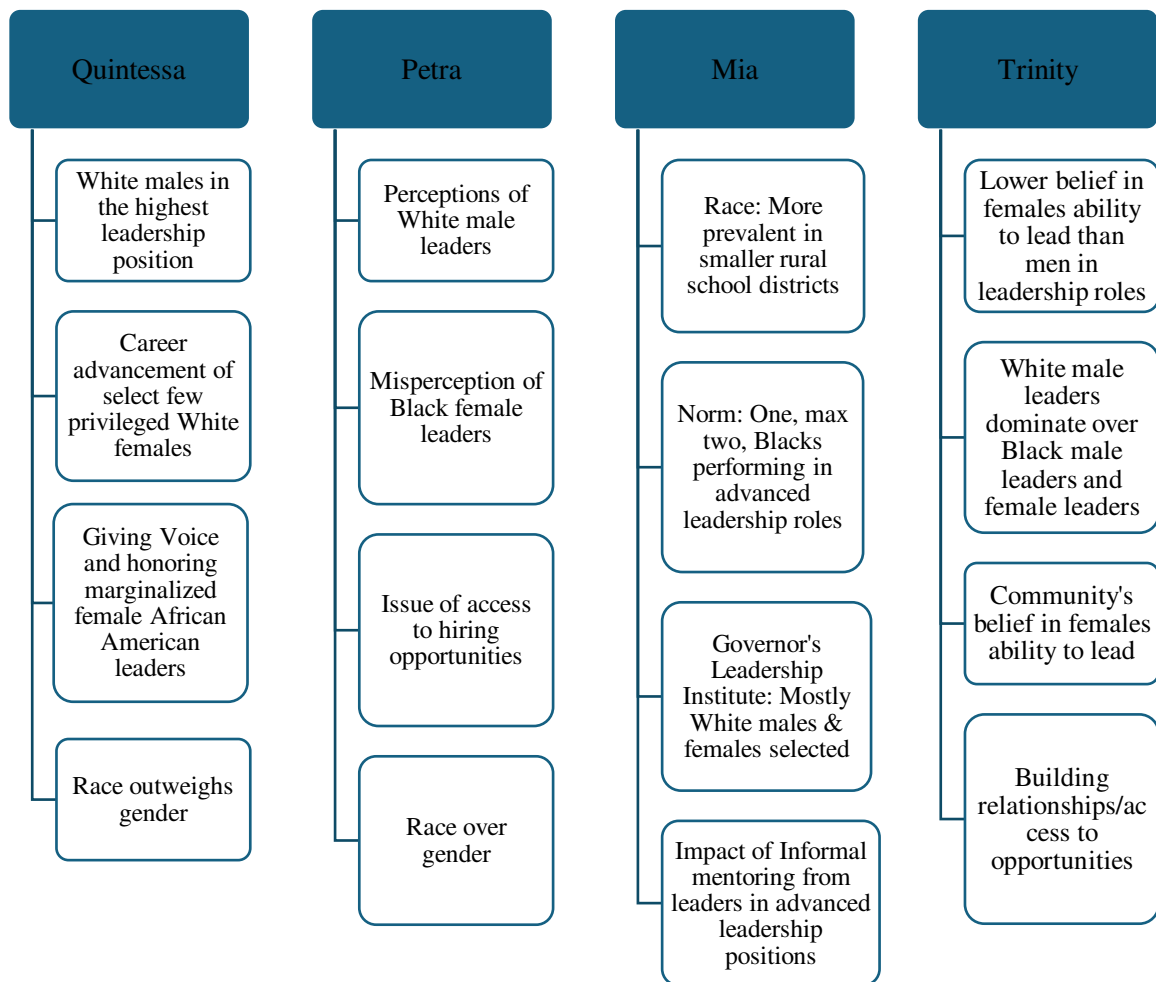 Quintessa
White males in
the highest
leadership
position
Career
advancement of
select few
privileged White
females
Giving Voice
and honoring
marginalized
female African
American
leaders
Race outweighs
gender
Petra
Perceptions of
White male
leaders
Misperception of
Black female
leaders
Issue of access
to hiring
opportunities
Race over
gender
Mia
Race: More
prevalent in
smaller rural
school districts
Norm: One, max
two, Blacks
performing in
advanced
leadership roles
Governor's
Leadership
Institute: Mostly
White males &
females selected
Impact of Informal
mentoring from
leaders in advanced
leadership
positions
Trinity
Lower belief in
females ability
to lead than
men in
leadership roles
White male
leaders
dominate over
Black male
leaders and
female leaders
Community's
belief in females
ability to lead
Building
relationships/ac
cess to
opportunities